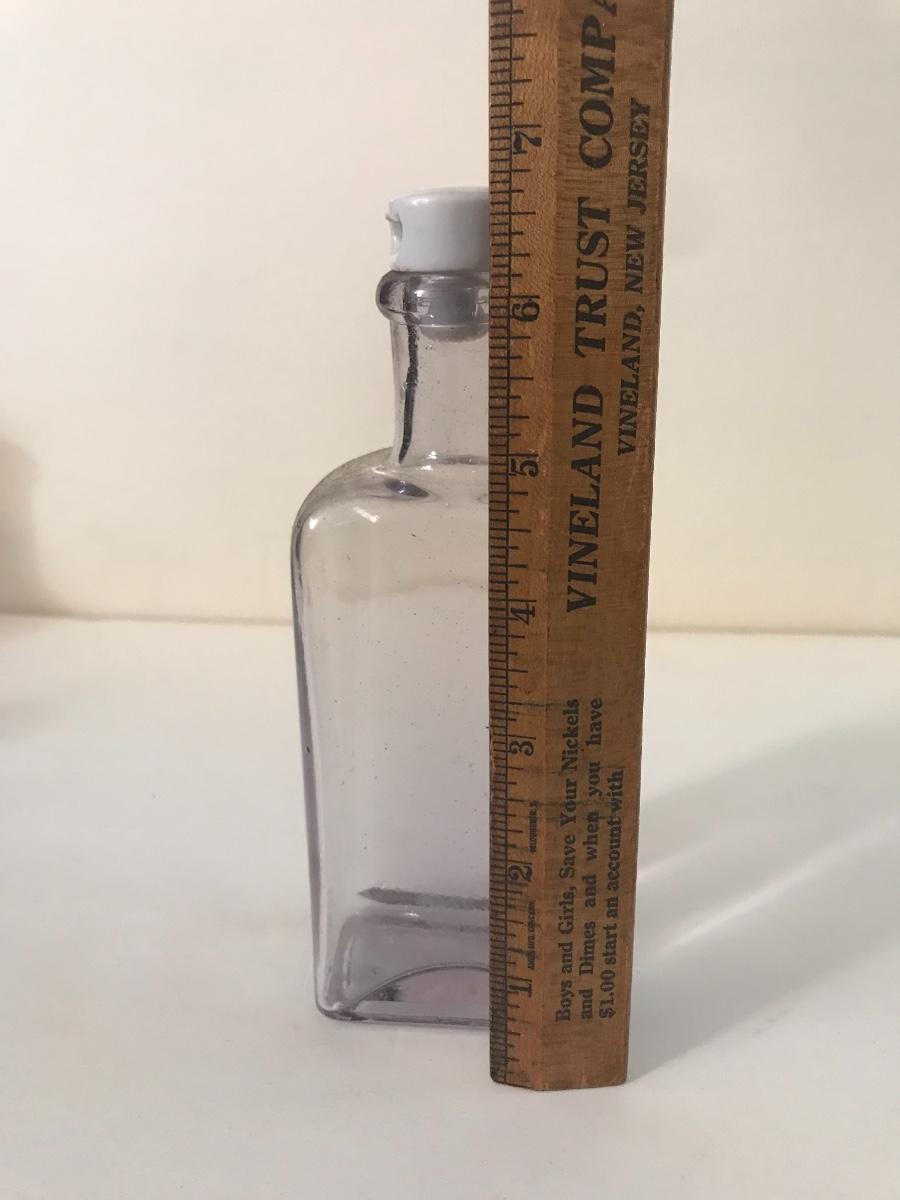 VINELAND TRUST COMPA
VINELAND, NEW JERSEY
Boys and Girls, Save Your Nickels
and Dimes and when you have
$1.00 start an account with
7
6
5
4
3
2
1